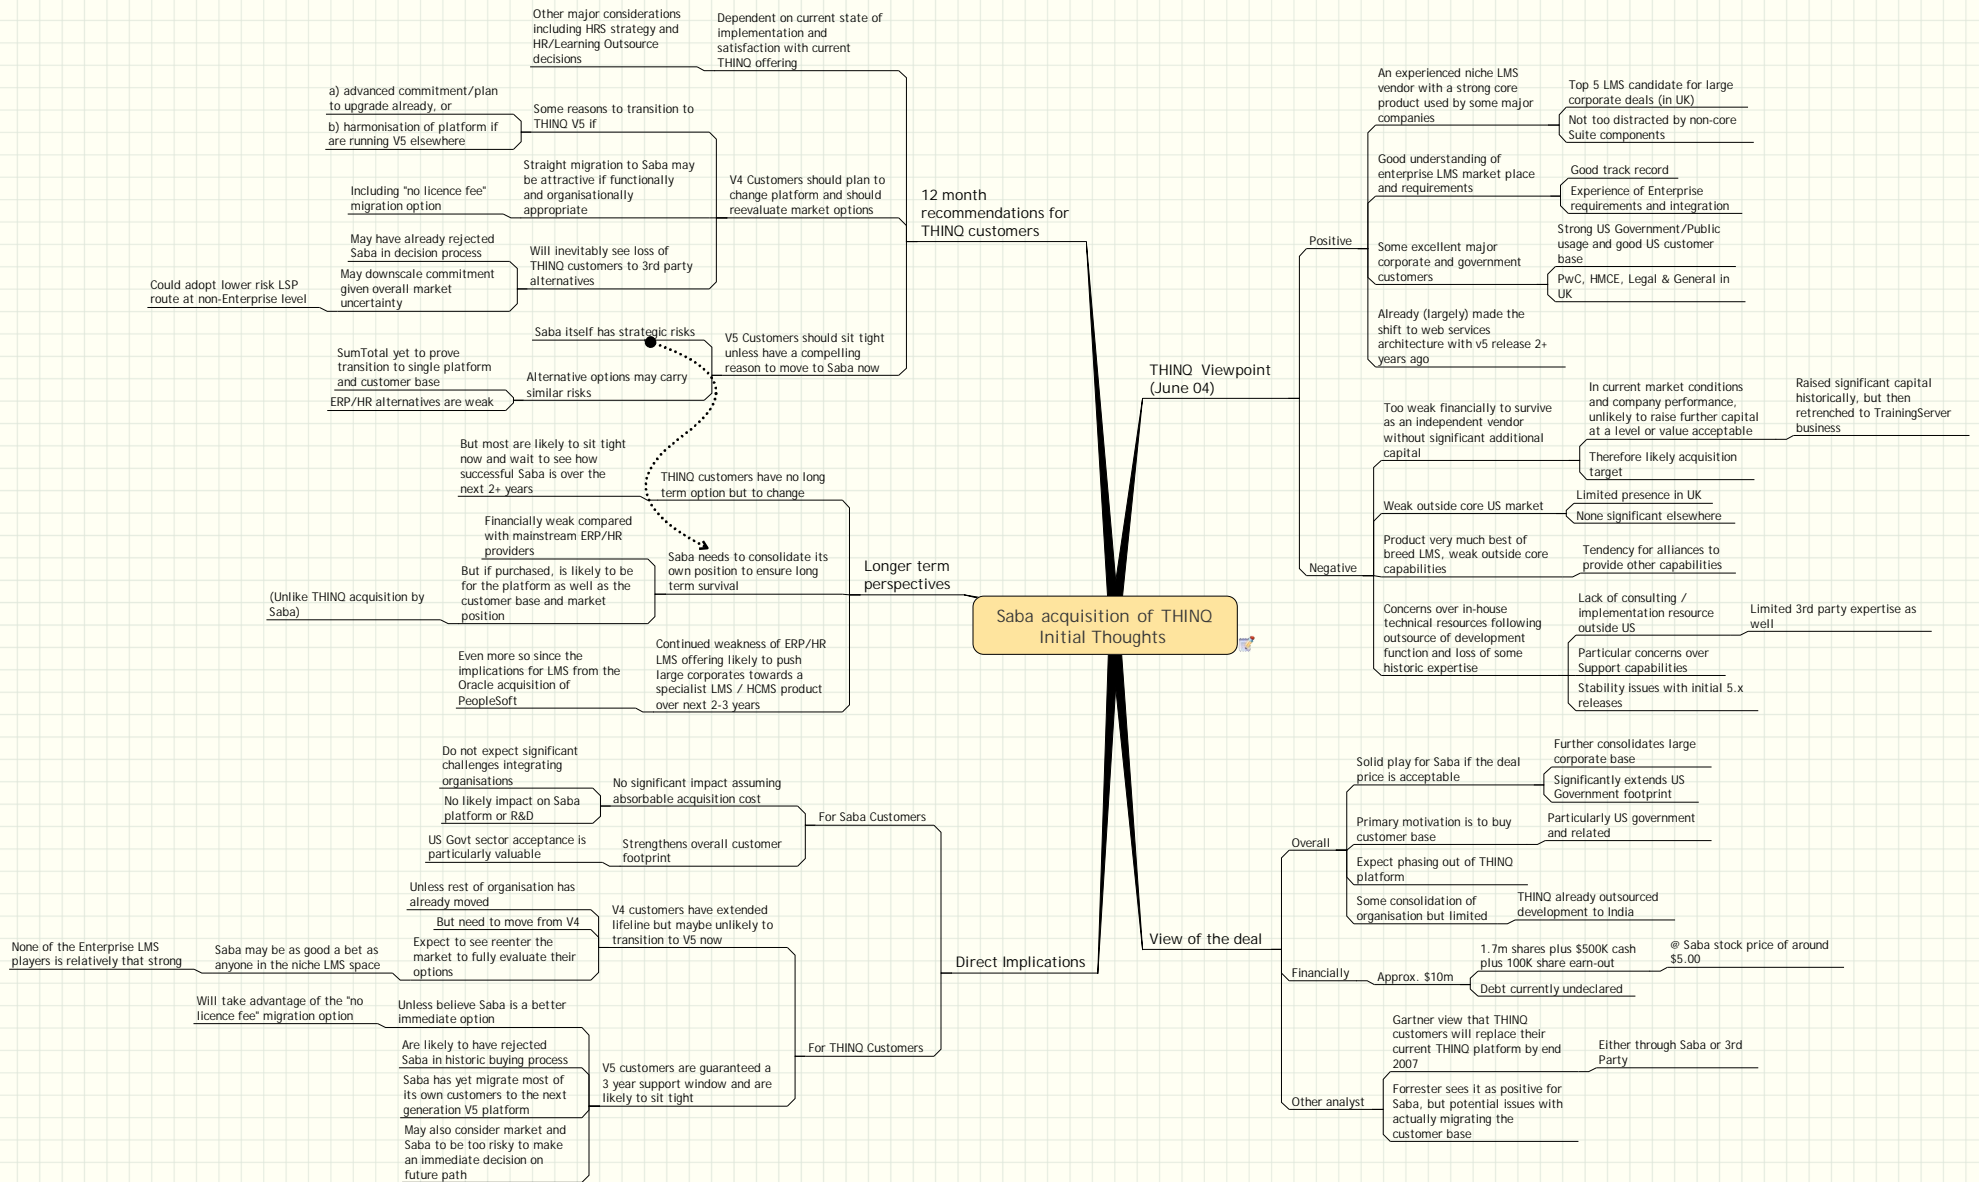 Saba acquisition of THINQ
Initial Thoughts
THINQ Viewpoint
(June 04)
Positive
An experienced niche LMS
vendor with a strong core
product used by some major
companies
Top 5 LMS candidate for large
corporate deals (in UK)
Not too distracted by non-core
Suite components
Good understanding of
enterprise LMS market place
and requirements
Good track record
Experience of Enterprise
requirements and integration
Some excellent major
corporate and government
customers
Strong US Government/Public
usage and good US customer
base
PwC, HMCE, Legal & General in
UK
Already (largely) made the
shift to web services
architecture with v5 release 2+
years ago
Negative
Too weak financially to survive
as an independent vendor
without significant additional
capital
In current market conditions
and company performance,
unlikely to raise further capital
at a level or value acceptable
Raised significant capital
historically, but then
retrenched to TrainingServer
business
Therefore likely acquisition
target
Weak outside core US market
Limited presence in UK
None significant elsewhere
Product very much best of
breed LMS, weak outside core
capabilities
Tendency for alliances to
provide other capabilities
Concerns over in-house
technical resources following
outsource of development
function and loss of some
historic expertise
Lack of consulting /
implementation resource
outside US
Limited 3rd party expertise as
well
Particular concerns over
Support capabilities
Stability issues with initial 5.x
releases
View of the deal
Overall
Solid play for Saba if the deal
price is acceptable
Further consolidates large
corporate base
Significantly extends US
Government footprint
Primary motivation is to buy
customer base
Particularly US government
and related
Expect phasing out of THINQ
platform
Some consolidation of
organisation but limited
THINQ already outsourced
development to India
Financially
Approx. $10m
1.7m shares plus $500K cash
plus 100K share earn-out
@ Saba stock price of around
$5.00
Debt currently undeclared
Other analyst
Gartner view that THINQ
customers will replace their
current THINQ platform by end
2007
Either through Saba or 3rd
Party
Forrester sees it as positive for
Saba, but potential issues with
actually migrating the
customer base
12 month
recommendations for
THINQ customers
Dependent on current state of
implementation and
satisfaction with current
THINQ offering
Other major considerations
including HRS strategy and
HR/Learning Outsource
decisions
V4 Customers should plan to
change platform and should
reevaluate market options
Some reasons to transition to
THINQ V5 if
a) advanced commitment/plan
to upgrade already, or
b) harmonisation of platform if
are running V5 elsewhere
Straight migration to Saba may
be attractive if functionally
and organisationally
appropriate
Including "no licence fee"
migration option
Will inevitably see loss of
THINQ customers to 3rd party
alternatives
May have already rejected
Saba in decision process
May downscale commitment
given overall market
uncertainty
Could adopt lower risk LSP
route at non-Enterprise level
V5 Customers should sit tight
unless have a compelling
reason to move to Saba now
Saba itself has strategic risks
Alternative options may carry
similar risks
SumTotal yet to prove
transition to single platform
and customer base
ERP/HR alternatives are weak
Longer term
perspectives
THINQ customers have no long
term option but to change
But most are likely to sit tight
now and wait to see how
successful Saba is over the
next 2+ years
Saba needs to consolidate its
own position to ensure long
term survival
Financially weak compared
with mainstream ERP/HR
providers
But if purchased, is likely to be
for the platform as well as the
customer base and market
position
(Unlike THINQ acquisition by
Saba)
Continued weakness of ERP/HR
LMS offering likely to push
large corporates towards a
specialist LMS / HCMS product
over next 2-3 years
Even more so since the
implications for LMS from the
Oracle acquisition of
PeopleSoft
Direct Implications
For Saba Customers
No significant impact assuming
absorbable acquisition cost
Do not expect significant
challenges integrating
organisations
No likely impact on Saba
platform or R&D
Strengthens overall customer
footprint
US Govt sector acceptance is
particularly valuable
For THINQ Customers
V4 customers have extended
lifeline but maybe unlikely to
transition to V5 now
Unless rest of organisation has
already moved
But need to move from V4
Expect to see reenter the
market to fully evaluate their
options
Saba may be as good a bet as
anyone in the niche LMS space
None of the Enterprise LMS
players is relatively that strong
V5 customers are guaranteed a
3 year support window and are
likely to sit tight
Unless believe Saba is a better
immediate option
Will take advantage of the "no
licence fee" migration option
Are likely to have rejected
Saba in historic buying process
Saba has yet migrate most of
its own customers to the next
generation V5 platform
May also consider market and
Saba to be too risky to make
an immediate decision on
future path